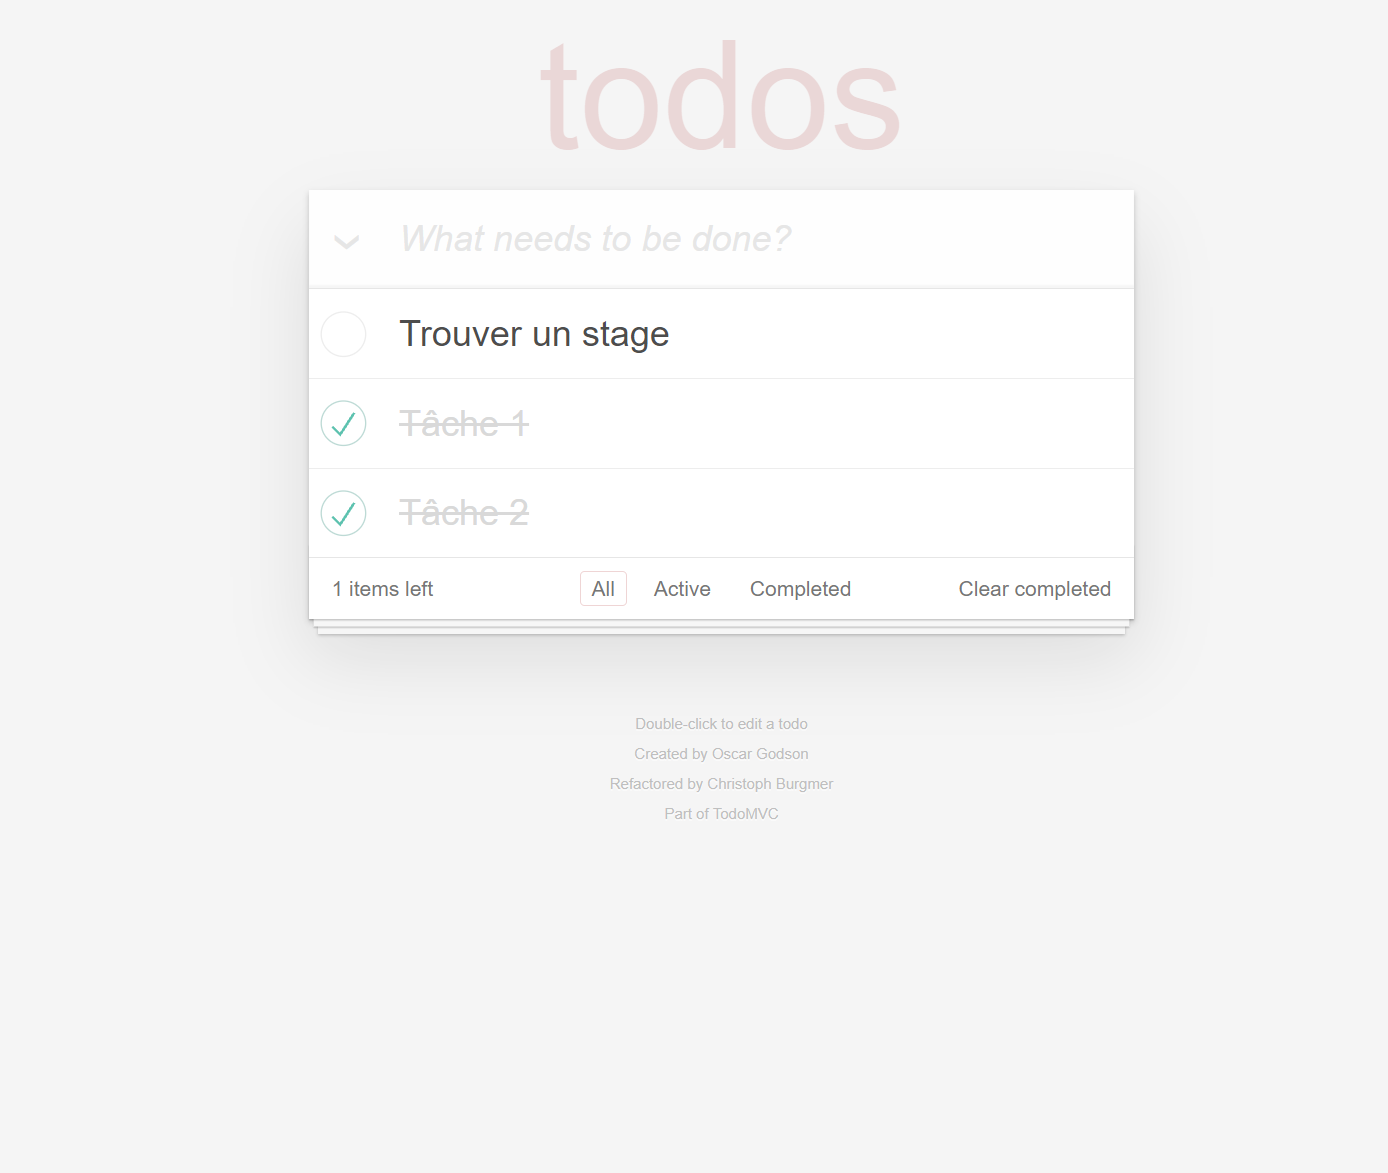 todos
What needs to be done?
Trouver un stage
Tâche 1
Tâche 2
1 items left All Active Completed Clear completed
Double-click to edit a todo
Created by Oscar Godson
Refactored by Christoph Burgmer
Part of TodoMVC